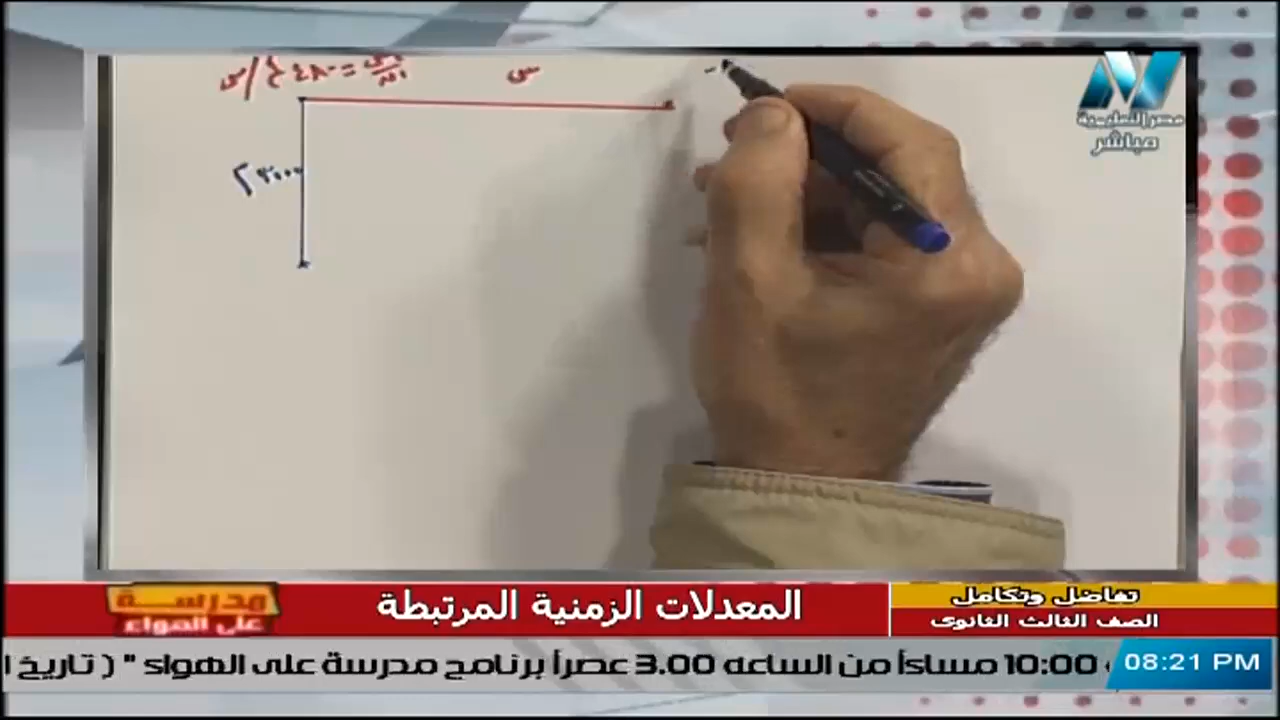 س
٣٠٠٠ م
مصر التعليمية
مباشر
تفاضل وتكامل
الصف الثالث الثانوى
المعدلات الزمنية المرتبطة
مدرسة
على الهواء
10:00 مساءاً من الساعه 3.00 عصراً برنامج مدرسة على الهواء " ( تاريخ ا
08:21 PM